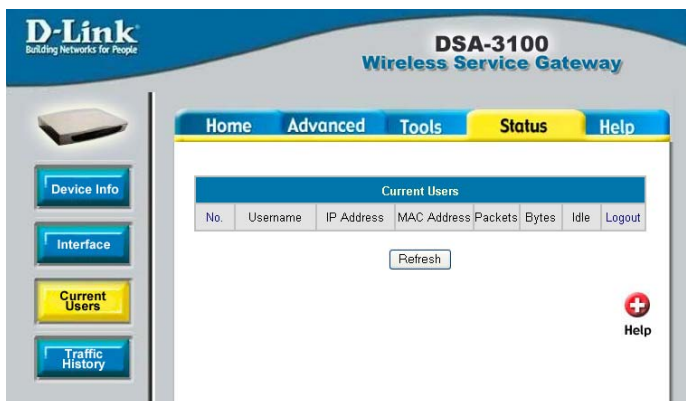 D-Link
Building Networks for People
DSA-3100
Wireless Service Gateway
Home Advanced Tools Status Help
Device Info
Interface
Current
Users
Traffic
History
Current Users
No. Username IP Address MAC Address Packets Bytes Idle Logout
Refresh
Help